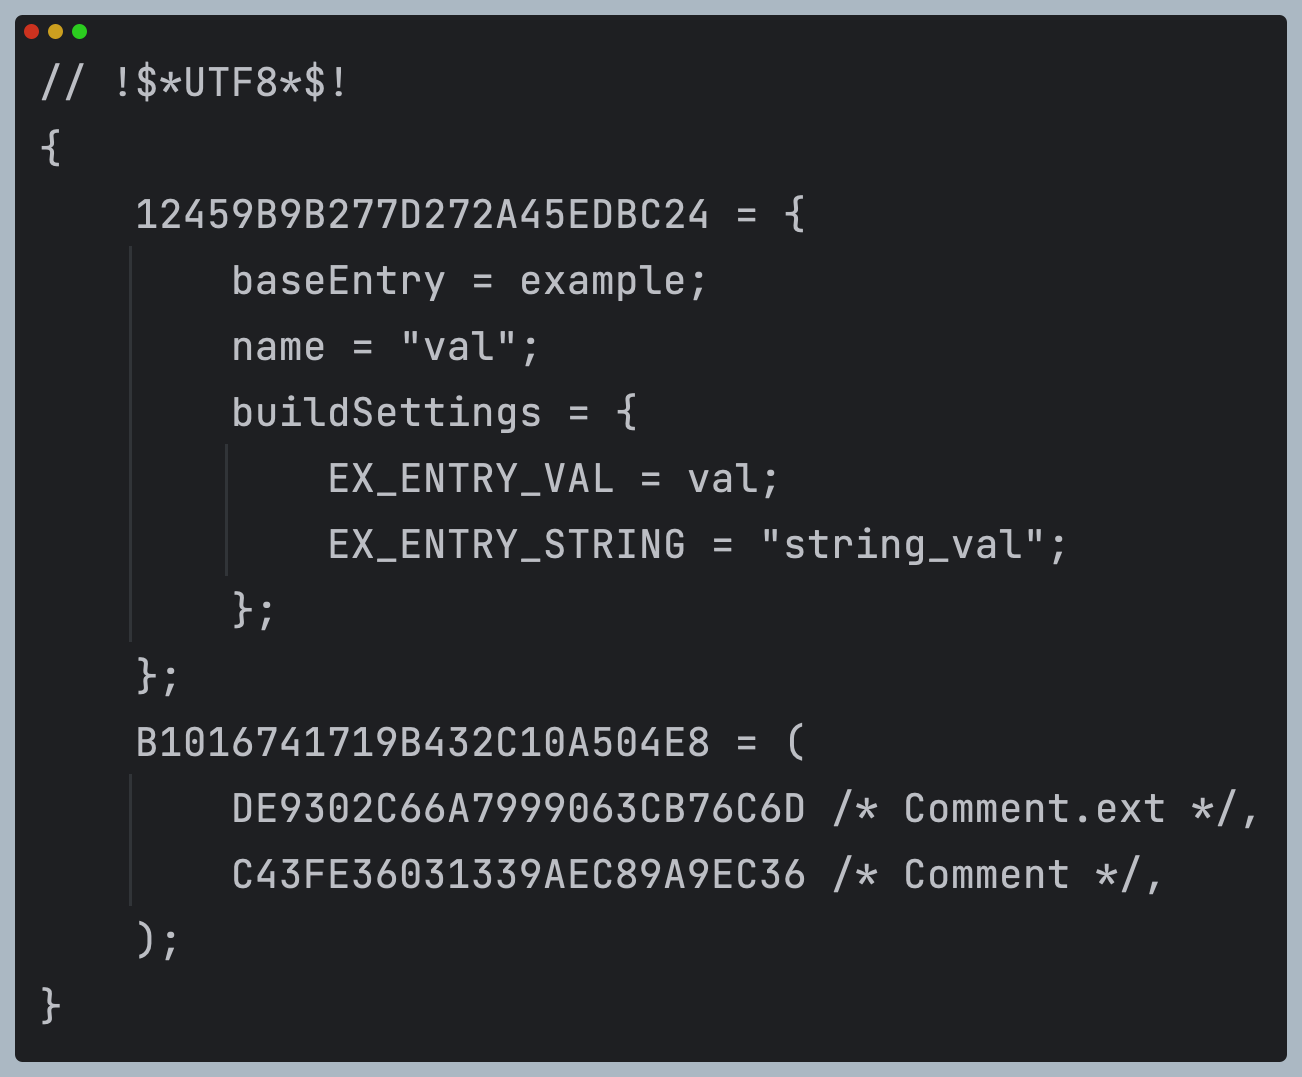 // !$*UTF8*$!
{
    12459B9B277D272A45EDBC24 = {
        baseEntry = example;
        name = "val";
        buildSettings = {
            EX_ENTRY_VAL = val;
            EX_ENTRY_STRING = "string_val";
        };
    };
    B1016741719B432C10A504E8 = (
        DE9302C66A7999063CB76C6D /* Comment.ext */,
        C43FE36031339AEC89A9EC36 /* Comment */,
    );
}